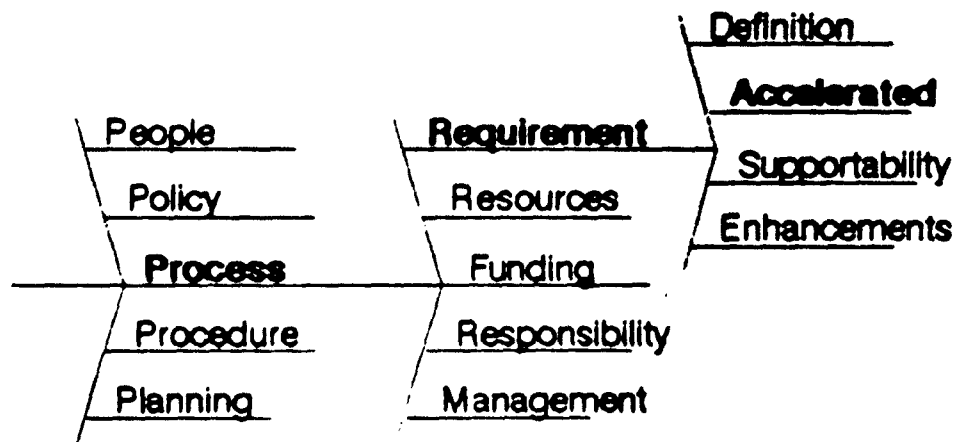 People
Policy
Process
Procedure
Planning
Requirement
Resources
Funding
Responsibility
Management
Definition
Accelerated
Supportability
Enhancements